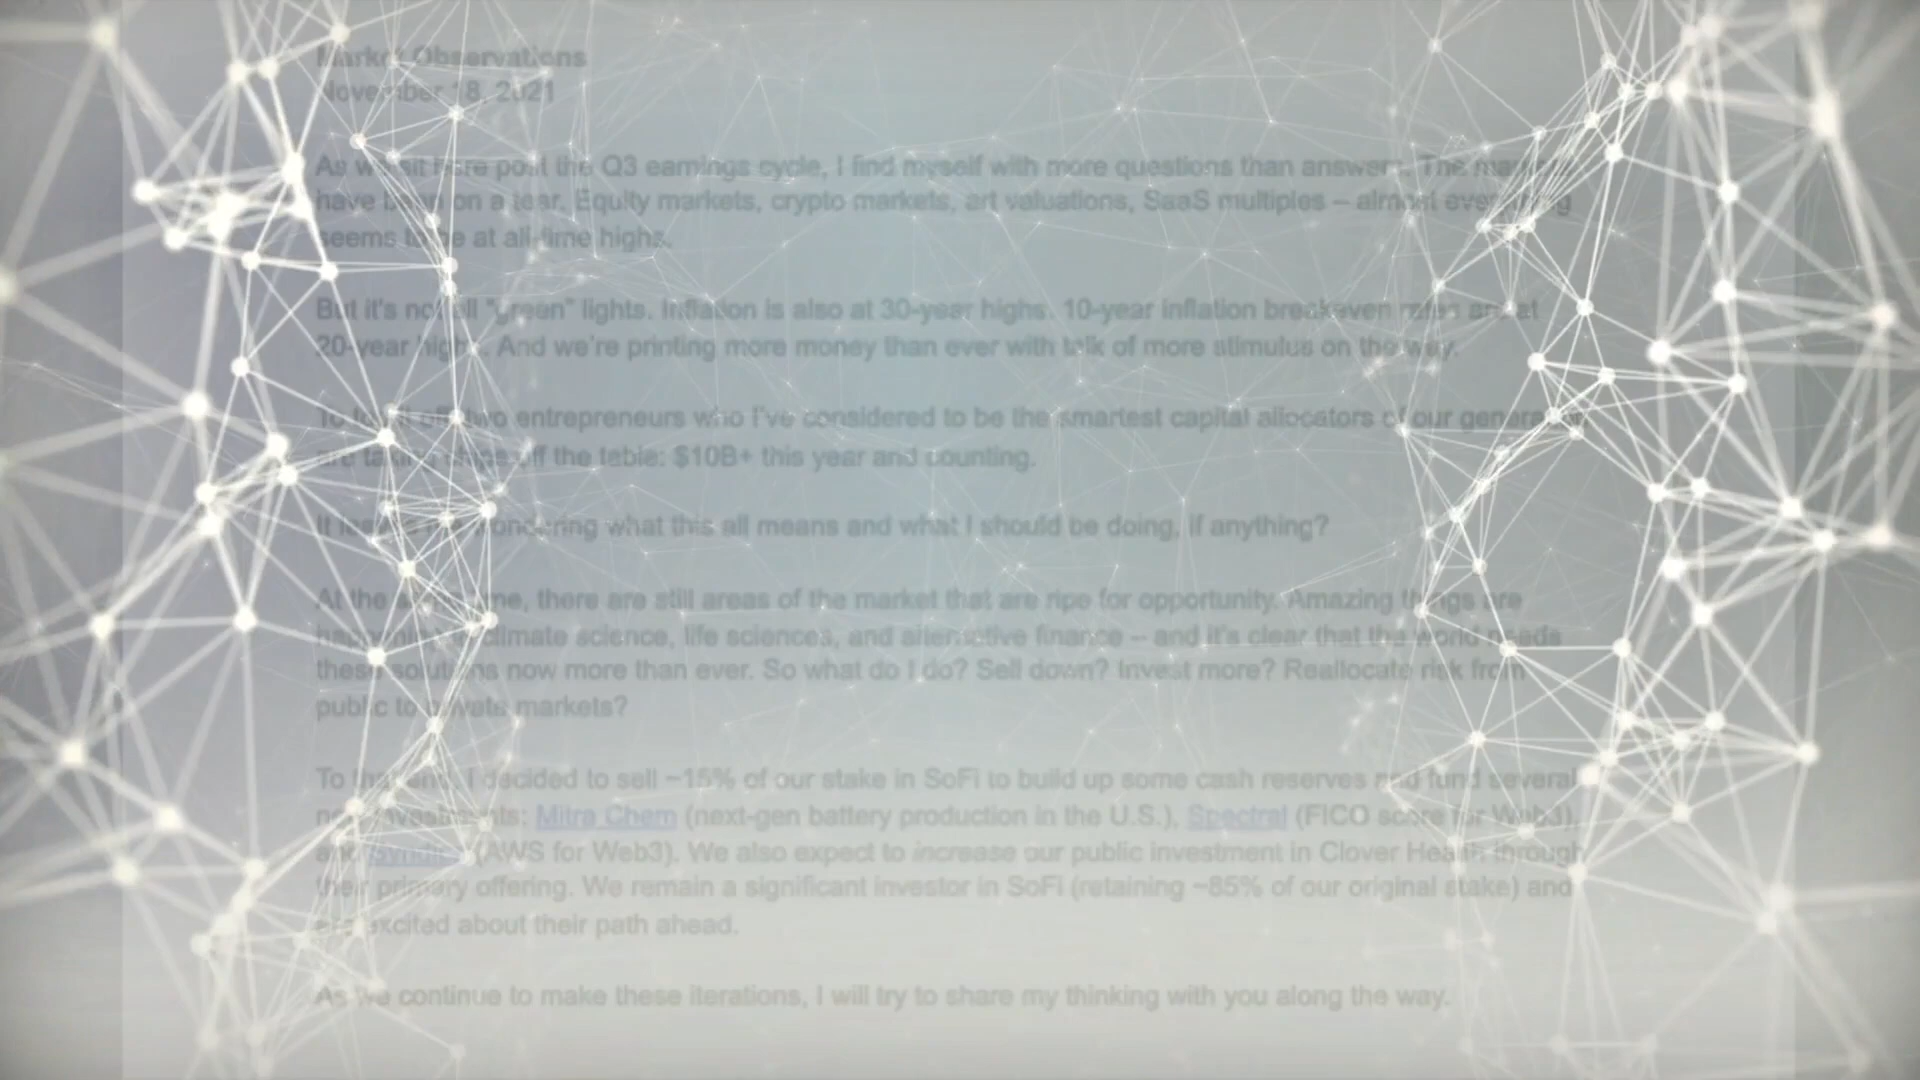 Market Observations
November 18, 2021
As we sit here post the Q3 earnings cycle, I find myself with more questions than answers. The markets
have been on a tear. Equity markets, crypto markets, art valuations, SaaS multiples – almost everything
seems to be at all-time highs.
But it's not all "green" lights. Inflation is also at 30-year highs. 10-year inflation breakeven rates are at
20-year highs. And we're printing more money than ever with talk of more stimulus on the way.
To top it off, two entrepreneurs who I've considered to be the smartest capital allocators of our generation
are taking chips off the table: $10B+ this year and counting.
It leaves me wondering what this all means and what I should be doing, if anything?
At the same time, there are still areas of the market that are ripe for opportunity. Amazing things are
happening in climate science, life sciences, and alternative finance – and it's clear that the world needs
these solutions now more than ever. So what do I do? Sell down? Invest more? Reallocate risk from
public to private markets?
To that end, I decided to sell ~15% of our stake in SoFi to build up some cash reserves and fund several
new investments: Mitra Chem (next-gen battery production in the U.S.), Spectral (FICO score for Web3),
and (AWS for Web3). We also expect to increase our public investment in Clover Health through
their primary offering. We remain a significant investor in SoFi (retaining ~85% of our original stake) and
are excited about their path ahead.
As we continue to make these iterations, I will try to share my thinking with you along the way.